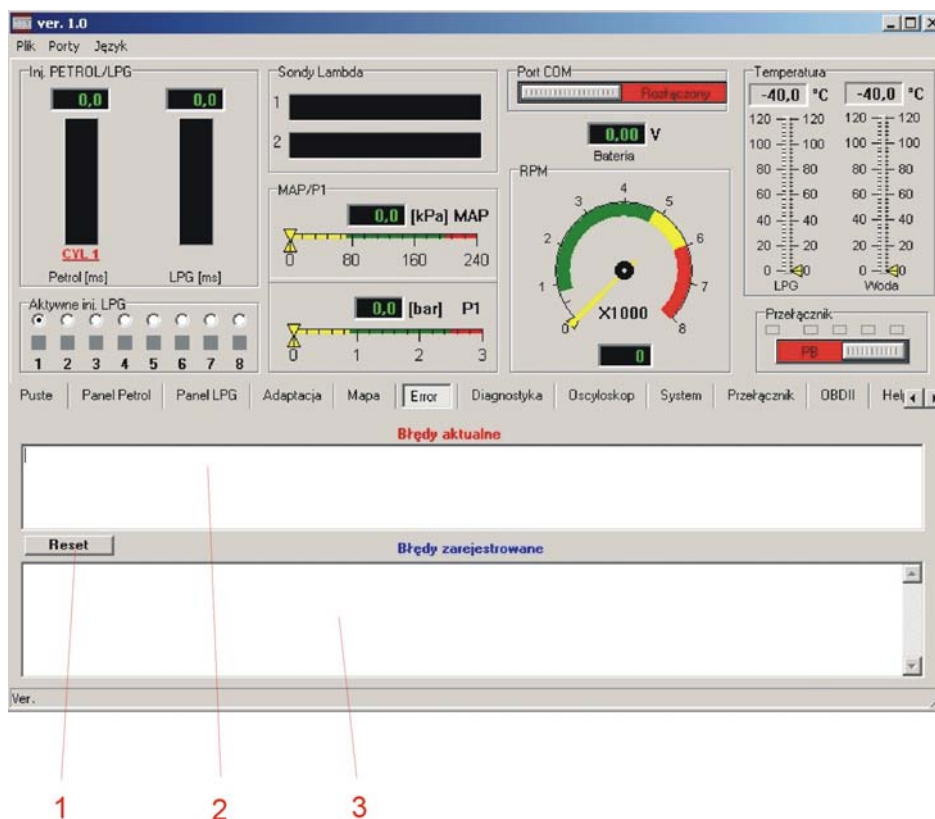 ver. 1.0
Plik Porty Język
Inj. PETROL/LPG
0,0 0,0
CYL 1
Petrol [ms] LPG [ms]
Aktywne inj. LPG
1 2 3 4 5 6 7 8
Sondy Lambda
1
2
MAP/P1
0,0 [kPa] MAP
0 80 160 240
0,0 [bar] P1
0 1 2 3
Port COM
Rozłączony
0,00 V
Bateria
RPM
0 1 2 3 4 5 6 7 8
X1000
0
Temperatura
-40,0 °C -40,0 °C
120 120 120 120
100 100 100 100
80 80 80 80
60 60 60 60
40 40 40 40
20 20 20 20
0 0 0 0
LPG Woda
Przełącznik
PB
Puste Panel Petrol Panel LPG Adaptacja Mapa Error Diagnostyka Oscyloskop System Przełącznik OBDII Help
Błędy aktualne
Reset
Błędy zarejestrowane
Ver.
1 2 3